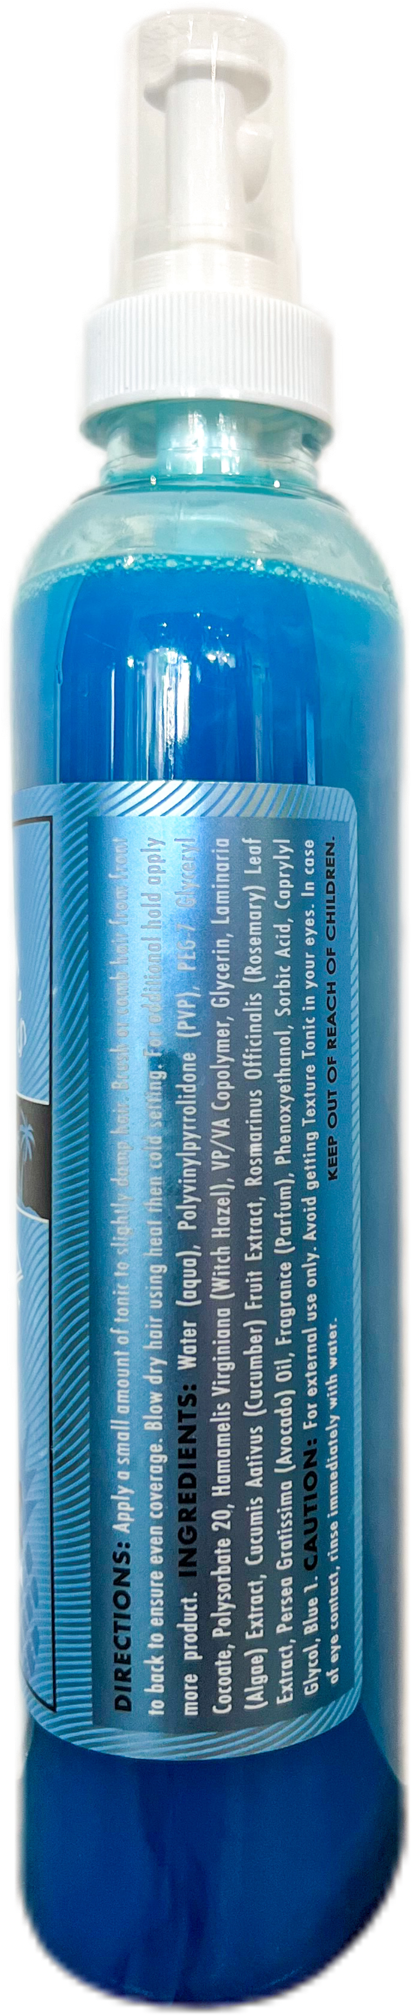 DIRECTIONS: Apply a small amount of tonic to slightly damp hair. Brush or comb hair from front
to back to ensure even coverage. Blow dry hair using heat then cold setting. For additional hold apply
more product. INGREDIENTS: Water (aqua), Polyvinylpyrrolidone (PVP), PEG-7 Glyceryl
Cocoate, Polysorbate 20, Hamamelis Virginiana (Witch Hazel), VP/VA Copolymer, Glycerin, Laminaria
(Algae) Extract, Cucumis Aativus (Cucumber) Fruit Extract, Rosmarinus Officinalis (Rosemary) Leaf
Extract, Persea Gratissima (Avocado) Oil, Fragrance (Parfum), Phenoxyethanol, Sorbic Acid, Caprylyl
Glycol, Blue 1. CAUTION: For external use only. Avoid getting Texture Tonic in your eyes. In case
of eye contact, rinse immediately with water. KEEP OUT OF REACH OF CHILDREN.